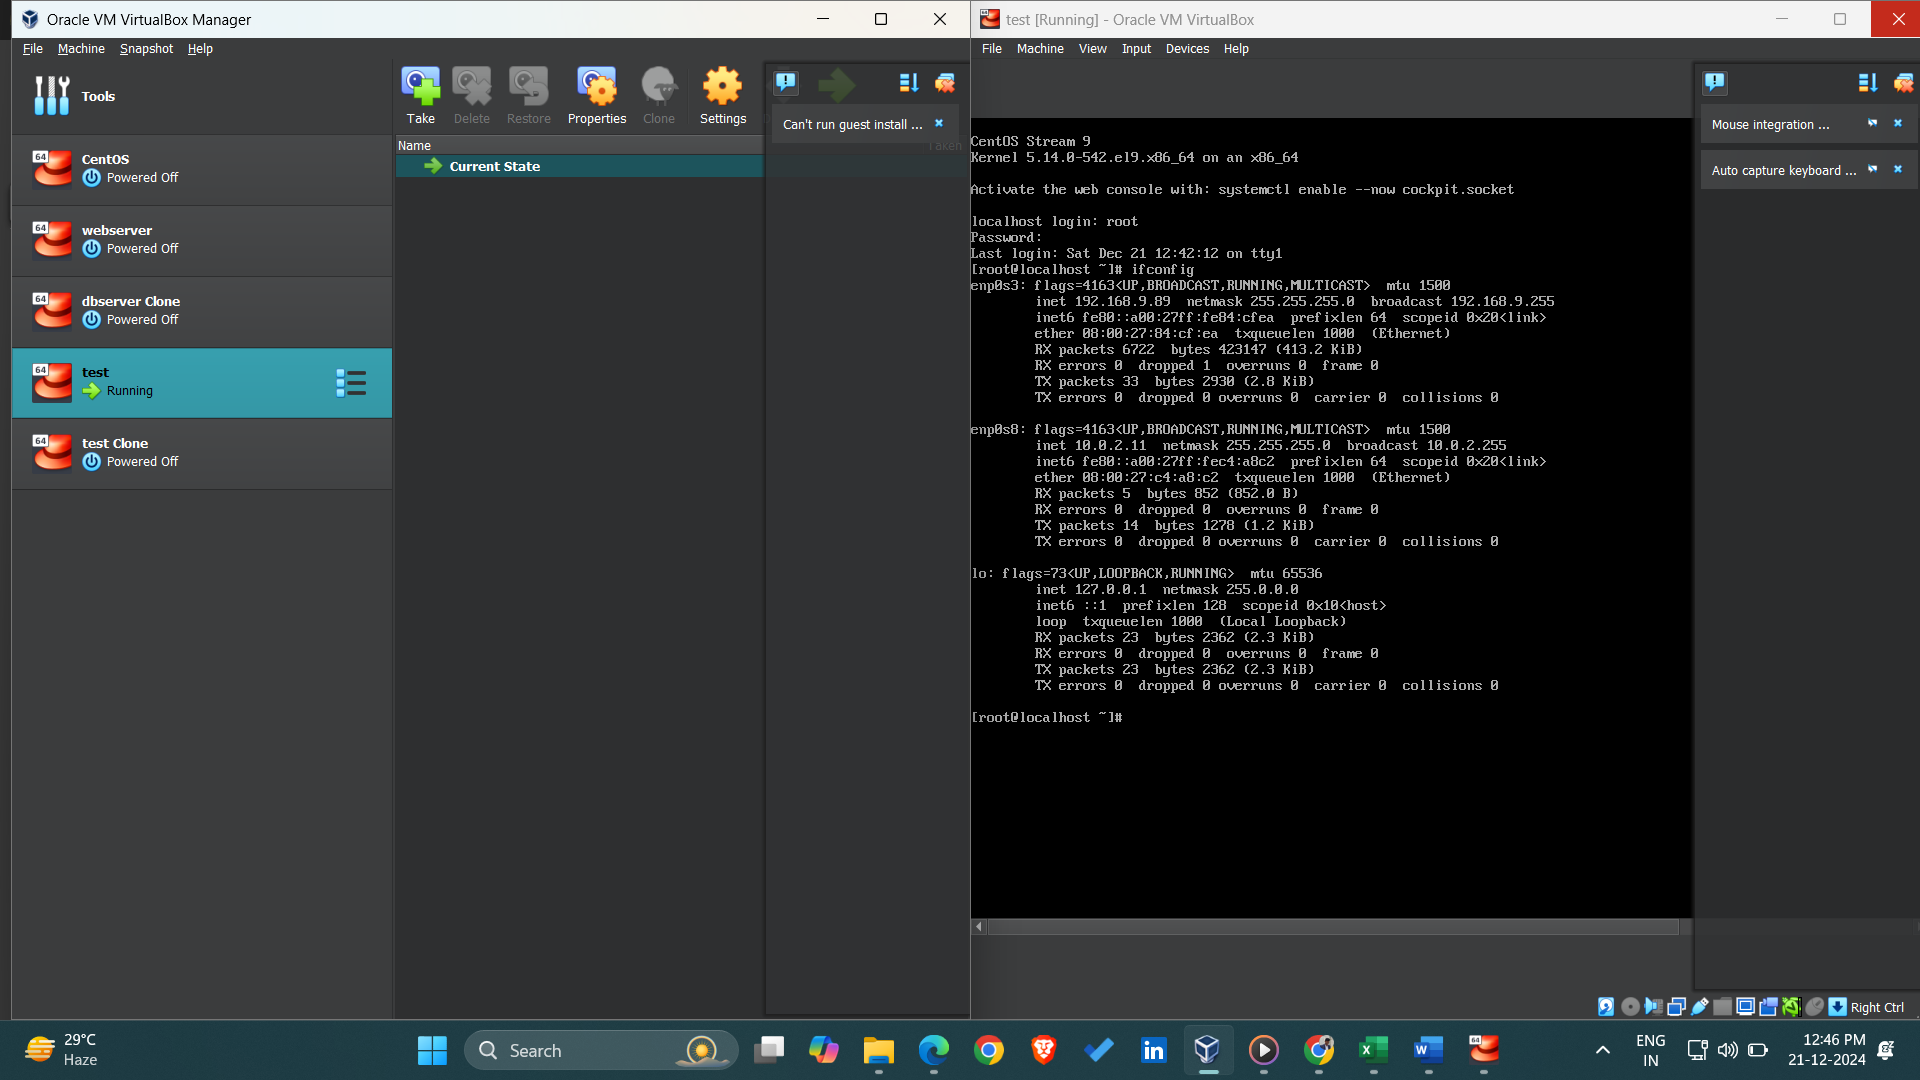 Oracle VM VirtualBox Manager
File Machine Snapshot Help
Tools
64
CentOS
Powered Off
64
webserver
Powered Off
64
dbserver Clone
Powered Off
64
test
Running
64
test Clone
Powered Off
Take Delete Restore Properties Clone Settings
Name Taken
Current State
Can't run guest install ...
64
test [Running] - Oracle VM VirtualBox
File Machine View Input Devices Help
Mouse integration ...
Auto capture keyboard ...
CentOS Stream 9
Kernel 5.14.0-542.el9.x86_64 on an x86_64
Activate the web console with: systemctl enable --now cockpit.socket
localhost login: root
Password:
Last login: Sat Dec 21 12:42:12 on tty1
[root@localhost ~]# ifconfig
enp0s3: flags=4163<UP,BROADCAST,RUNNING,MULTICAST>  mtu 1500
        inet 192.168.9.89  netmask 255.255.255.0  broadcast 192.168.9.255
        inet6 fe80::a00:27ff:fe84:cfea  prefixlen 64  scopeid 0x20<link>
        ether 08:00:27:84:cf:ea  txqueuelen 1000  (Ethernet)
        RX packets 6722  bytes 423147 (413.2 KiB)
        RX errors 0  dropped 1  overruns 0  frame 0
        TX packets 33  bytes 2930 (2.8 KiB)
        TX errors 0  dropped 0 overruns 0  carrier 0  collisions 0
enp0s8: flags=4163<UP,BROADCAST,RUNNING,MULTICAST>  mtu 1500
        inet 10.0.2.11  netmask 255.255.255.0  broadcast 10.0.2.255
        inet6 fe80::a00:27ff:fec4:a8c2  prefixlen 64  scopeid 0x20<link>
        ether 08:00:27:c4:a8:c2  txqueuelen 1000  (Ethernet)
        RX packets 5  bytes 852 (852.0 B)
        RX errors 0  dropped 0  overruns 0  frame 0
        TX packets 14  bytes 1278 (1.2 KiB)
        TX errors 0  dropped 0 overruns 0  carrier 0  collisions 0
lo: flags=73<UP,LOOPBACK,RUNNING>  mtu 65536
        inet 127.0.0.1  netmask 255.0.0.0
        inet6 ::1  prefixlen 128  scopeid 0x10<host>
        loop  txqueuelen 1000  (Local Loopback)
        RX packets 23  bytes 2362 (2.3 KiB)
        RX errors 0  dropped 0  overruns 0  frame 0
        TX packets 23  bytes 2362 (2.3 KiB)
        TX errors 0  dropped 0 overruns 0  carrier 0  collisions 0
[root@localhost ~]#
Right Ctrl
29°C
Haze
Search
ENG
IN
12:46 PM
21-12-2024